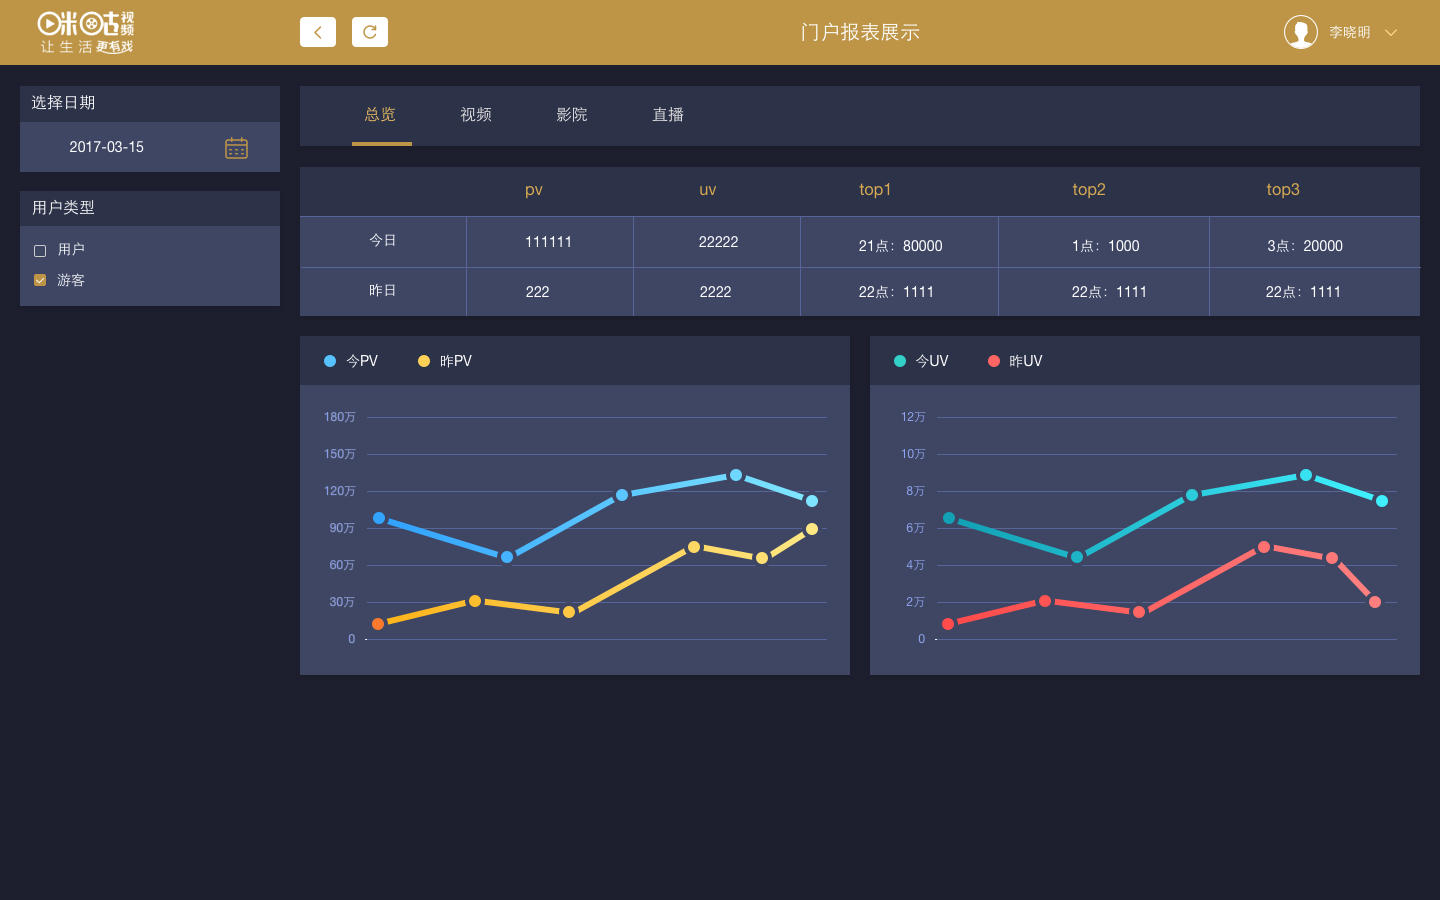 咪咕视频
让生活更有戏
门户报表展示
李晓明
选择日期
2017-03-15
用户类型
用户
游客
总览 视频 影院 直播
pv uv top1 top2 top3
今日 111111 22222 21点：80000 1点：1000 3点：20000
昨日 222 2222 22点：1111 22点：1111 22点：1111
今PV 昨PV
180万
150万
120万
90万
60万
30万
0
今UV 昨UV
12万
10万
8万
6万
4万
2万
0